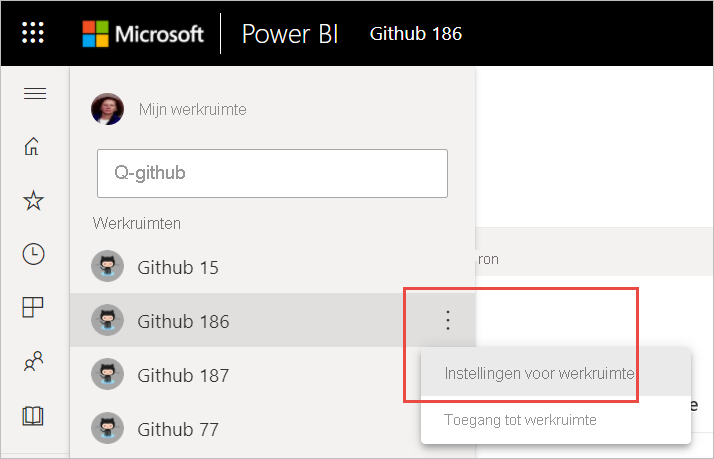 Microsoft Power BI Github 186
Mijn werkruimte
Q-github
Werkruimten
Github 15
ron
Github 186
Instellingen voor werkruimte
Github 187
e
Toegang tot werkruimte
Github 77